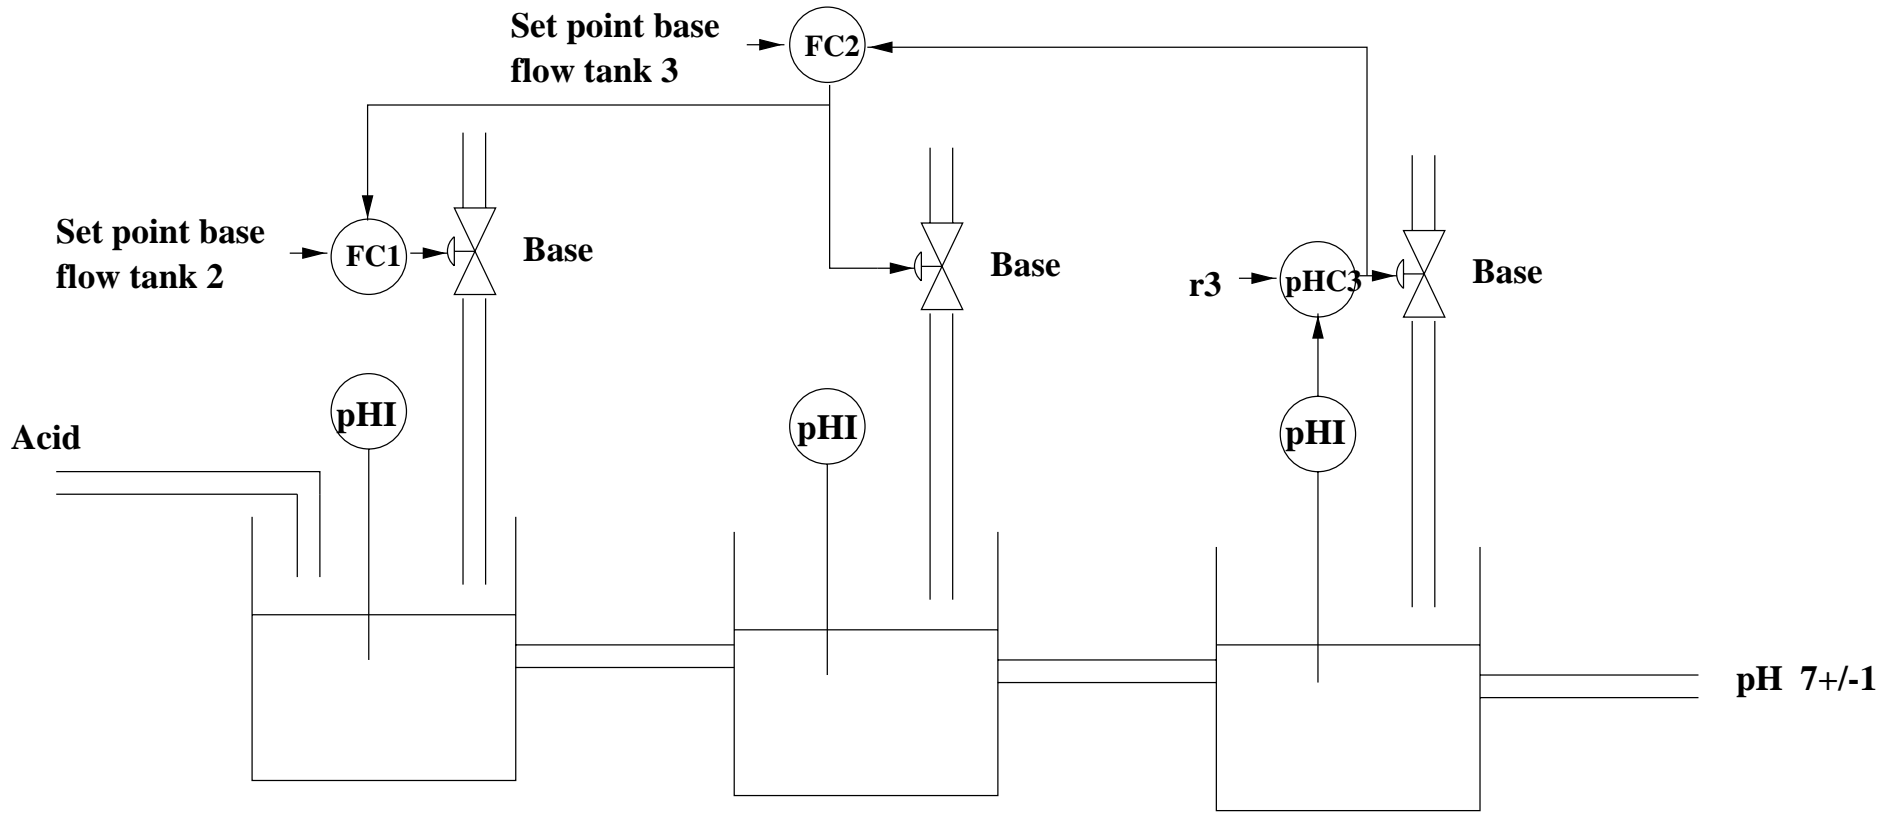 Set point base
flow tank 3
FC2
Set point base
flow tank 2
FC1
Base
Base
r3
pHC3
Base
Acid
pHI
pHI
pHI
pH 7+/-1